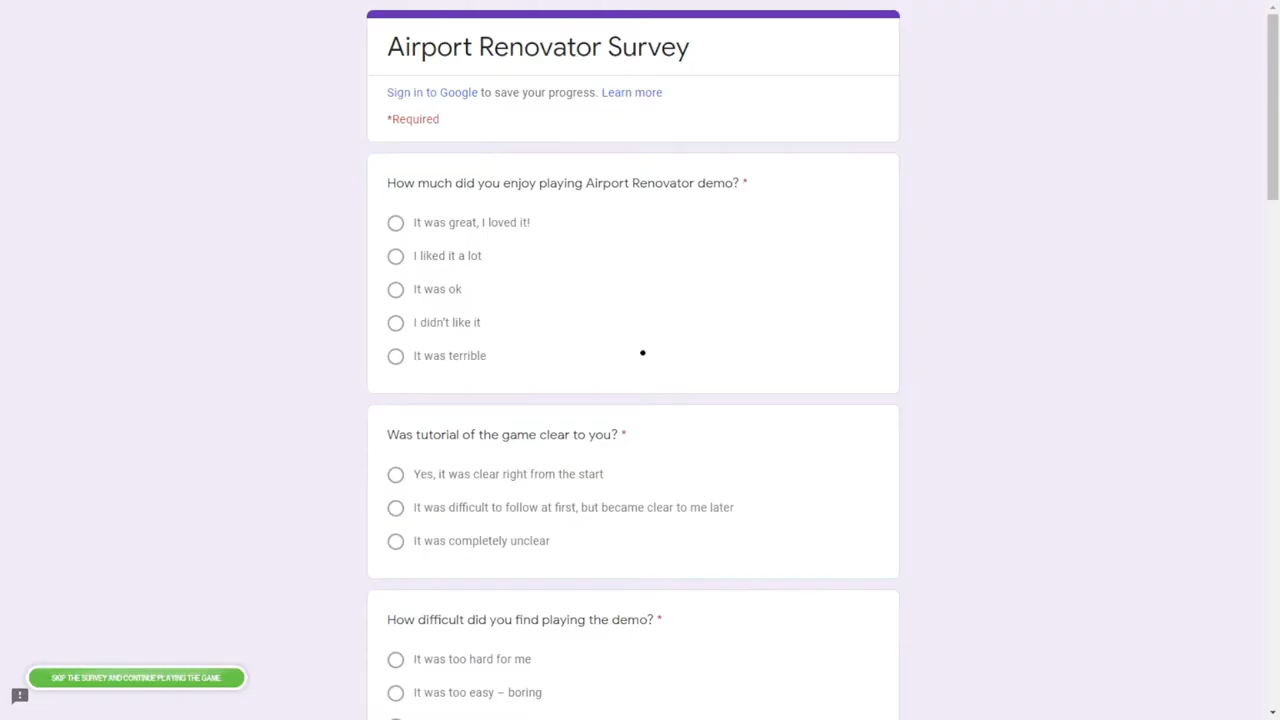 Airport Renovator Survey
Sign in to Google to save your progress. Learn more
*Required
How much did you enjoy playing Airport Renovator demo? *
It was great, I loved it!
I liked it a lot
It was ok
I didn't like it
It was terrible
Was tutorial of the game clear to you? *
Yes, it was clear right from the start
It was difficult to follow at first, but became clear to me later
It was completely unclear
How difficult did you find playing the demo? *
It was too hard for me
SKIP THE SURVEY AND CONTINUE PLAYING THE GAME
It was too easy – boring